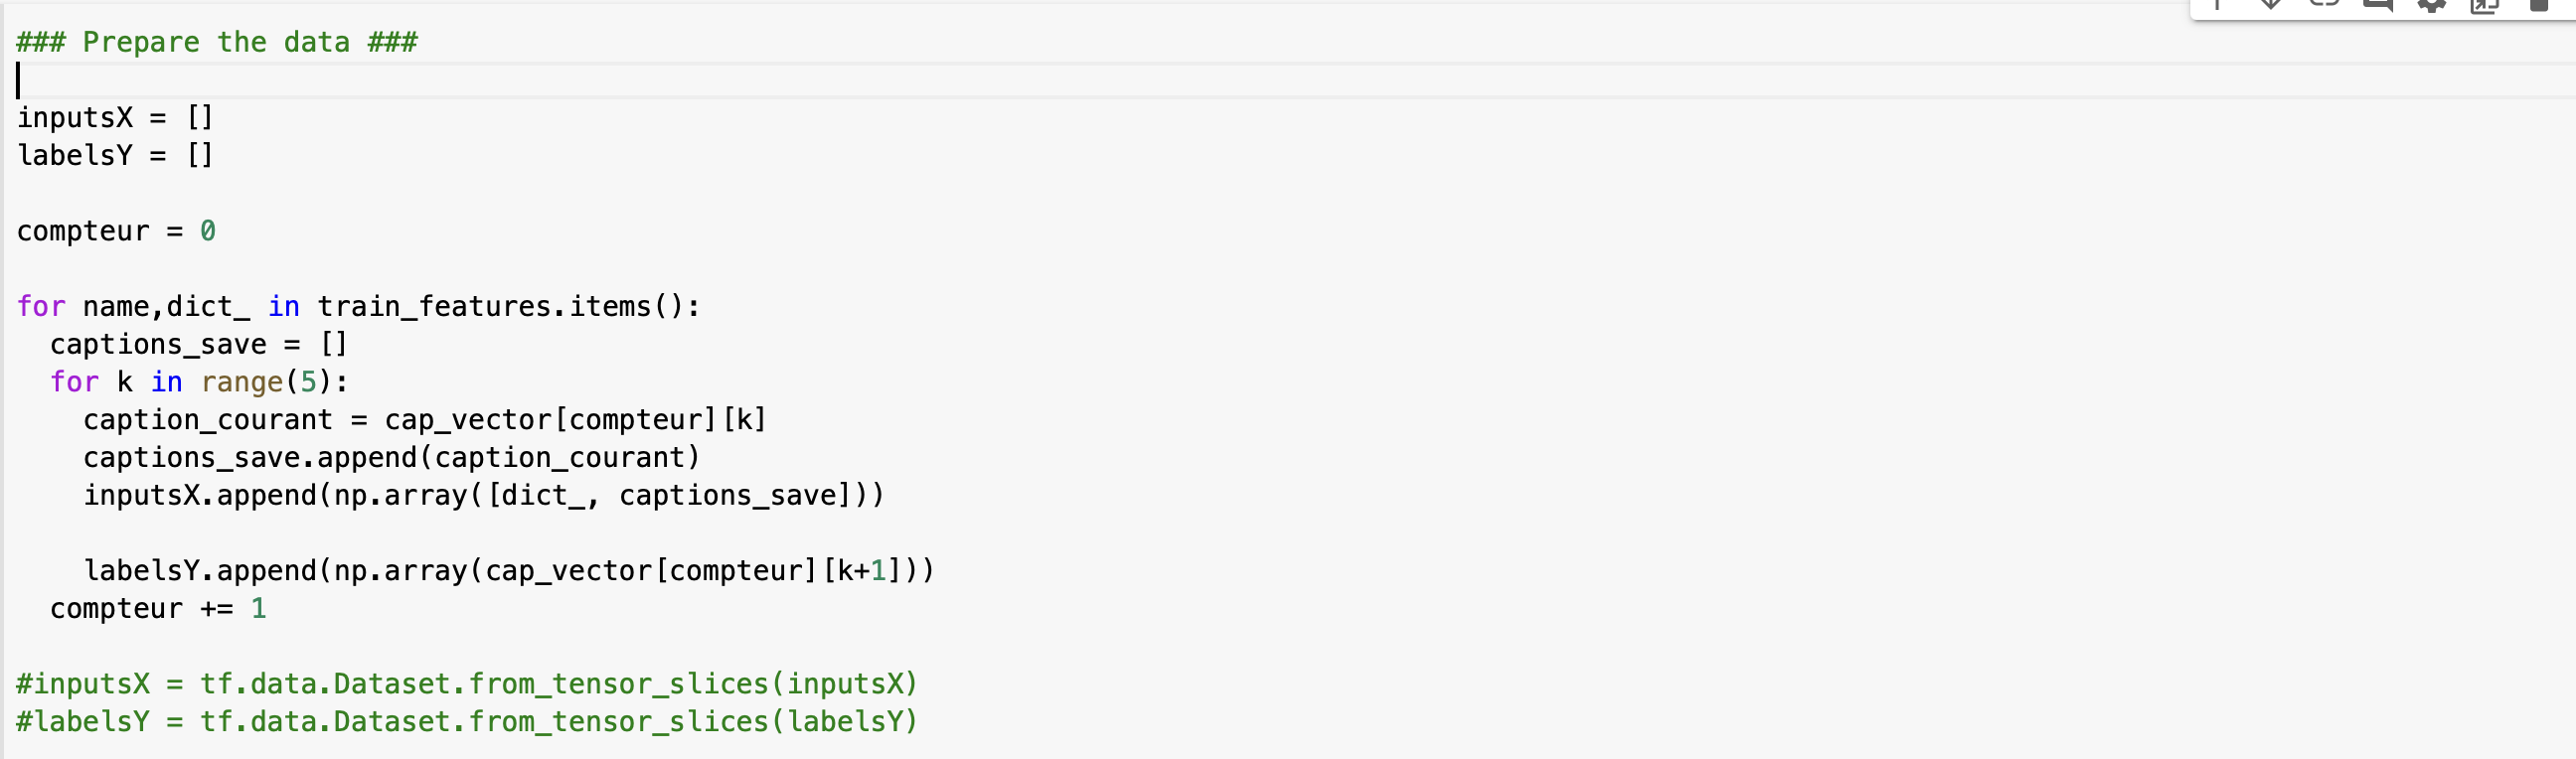 ### Prepare the data ###
inputsX = []
labelsY = []
compteur = 0
for name,dict_ in train_features.items():
  captions_save = []
  for k in range(5):
    caption_courant = cap_vector[compteur][k]
    captions_save.append(caption_courant)
    inputsX.append(np.array([dict_, captions_save]))
    labelsY.append(np.array(cap_vector[compteur][k+1]))
  compteur += 1
#inputsX = tf.data.Dataset.from_tensor_slices(inputsX)
#labelsY = tf.data.Dataset.from_tensor_slices(labelsY)